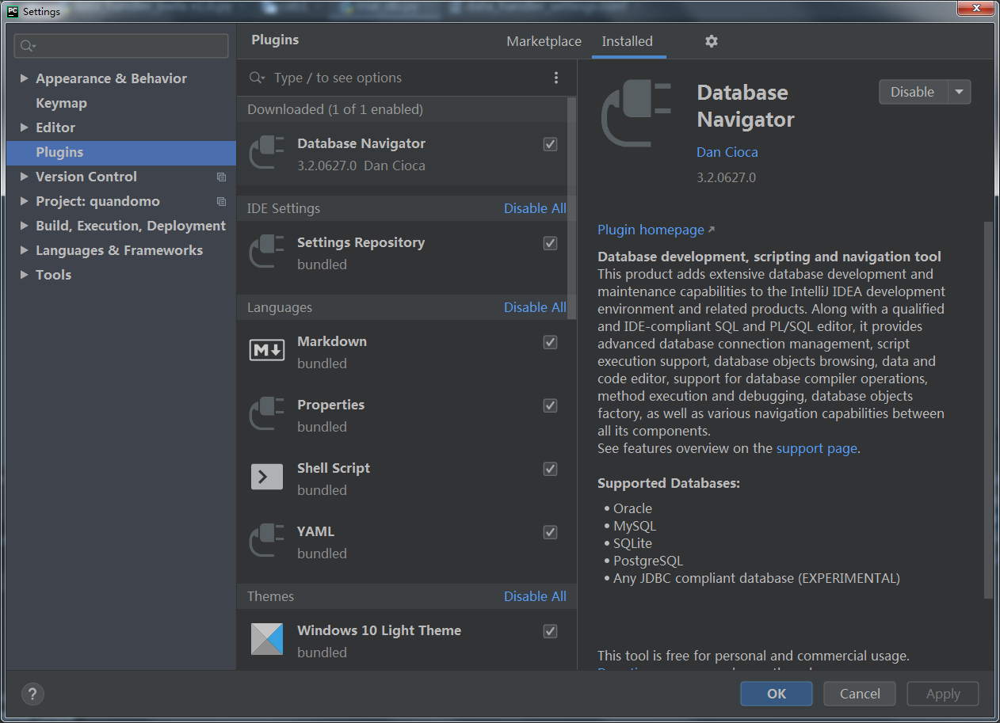 PC
Settings
Appearance & Behavior
Keymap
Editor
Plugins
Version Control
Project: quandomo
Build, Execution, Deployment
Languages & Frameworks
Tools
Plugins
Marketplace
Installed
Type / to see options
Downloaded (1 of 1 enabled)
Database Navigator
3.2.0627.0 Dan Cioca
IDE Settings
Disable All
Settings Repository
bundled
Languages
Disable All
M
Markdown
bundled
Properties
bundled
Shell Script
bundled
YAML
bundled
Themes
Disable All
Windows 10 Light Theme
bundled
Database
Navigator
Disable
Dan Cioca
3.2.0627.0
Plugin homepage
Database development, scripting and navigation tool
This product adds extensive database development and
maintenance capabilities to the IntelliJ IDEA development
environment and related products. Along with a qualified
and IDE-compliant SQL and PL/SQL editor, it provides
advanced database connection management, script
execution support, database objects browsing, data and
code editor, support for database compiler operations,
method execution and debugging, database objects
factory, as well as various navigation capabilities between
all its components.
See features overview on the support page.
Supported Databases:
• Oracle
• MySQL
• SQLite
• PostgreSQL
• Any JDBC compliant database (EXPERIMENTAL)
This tool is free for personal and commercial usage.
?
OK
Cancel
Apply